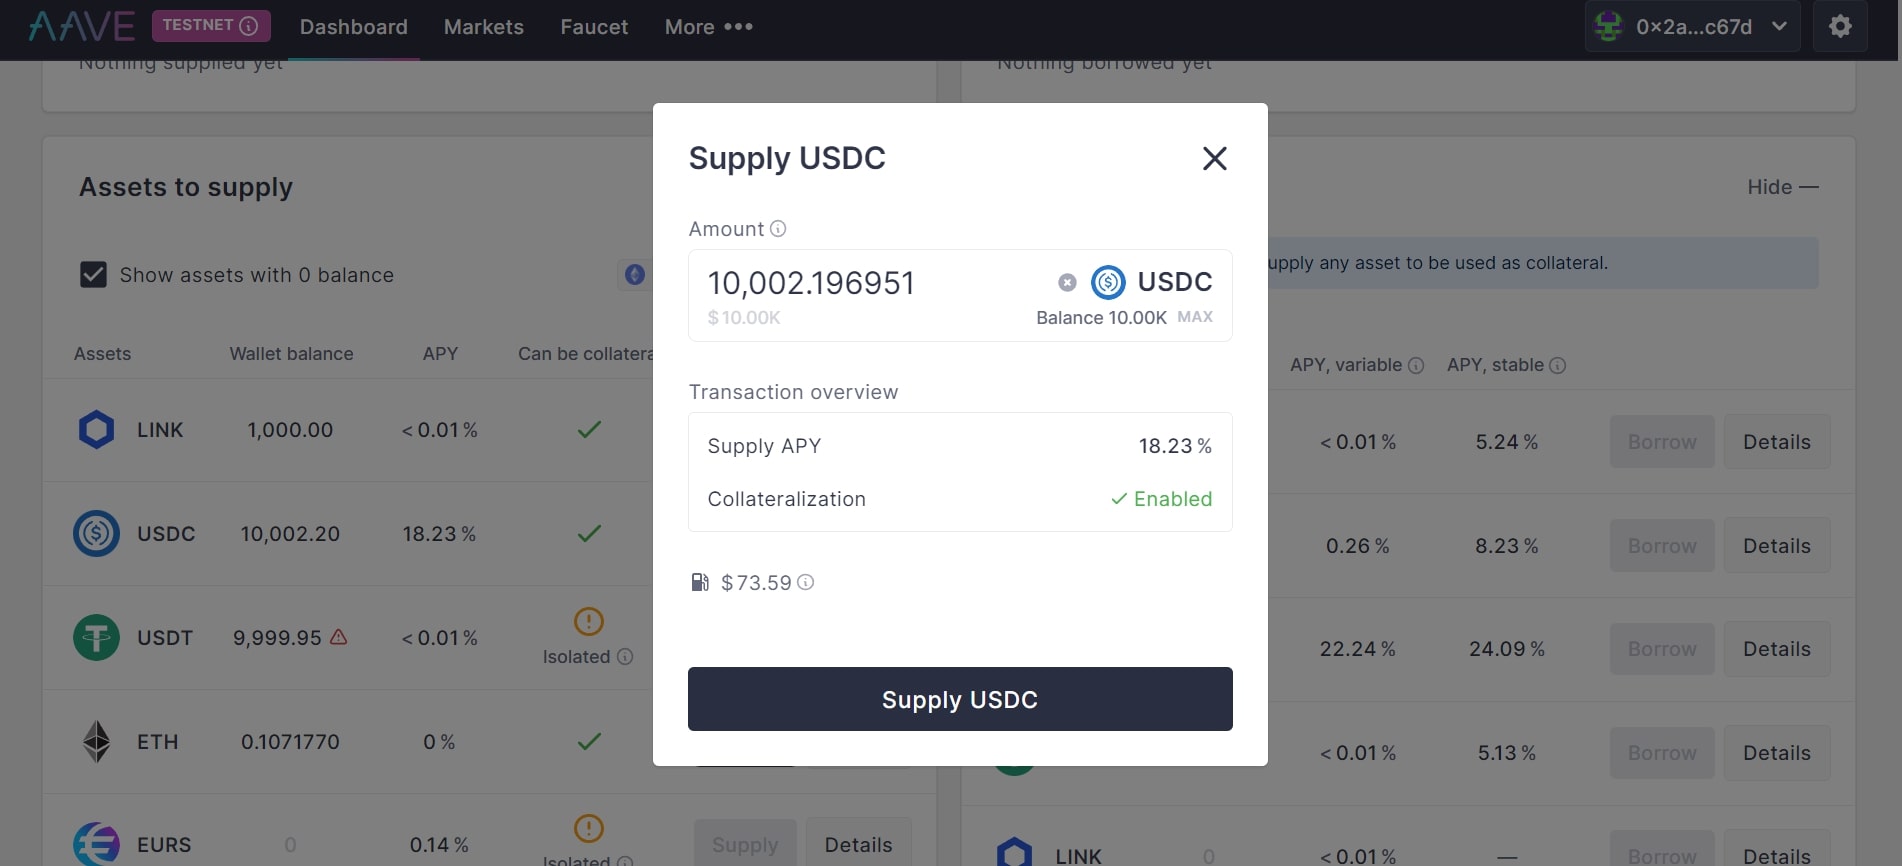 AAVE TESTNET Dashboard Markets Faucet More ••• 0x2a...c67d
Nothing supplied yet
Nothing borrowed yet
Assets to supply
Hide —
Show assets with 0 balance
upply any asset to be used as collateral.
Assets Wallet balance APY Can be collatera
APY, variable APY, stable
LINK 1,000.00 <0.01 %
USDC 10,002.20 18.23 %
USDT 9,999.95 <0.01 % Isolated
ETH 0.1071770 0 %
EURS 0 0.14 % Isolated Supply Details
Supply USDC
Amount
10,002.196951 USDC
$ 10.00K Balance 10.00K MAX
Transaction overview
Supply APY 18.23 %
Collateralization Enabled
$ 73.59
Supply USDC
<0.01 % 5.24 % Borrow Details
0.26 % 8.23 % Borrow Details
22.24 % 24.09 % Borrow Details
<0.01 % 5.13 % Borrow Details
LINK 0 <0.01 % — Borrow Details